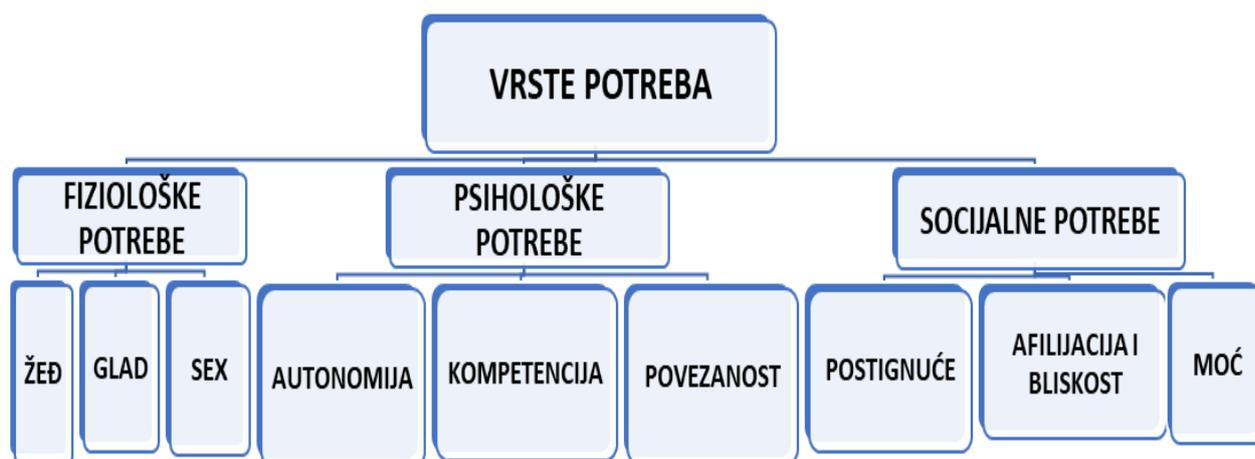 VRSTE POTREBA
FIZIOLOŠKE
POTREBE
PSIHOLOŠKE
POTREBE
SOCIJALNE POTREBE
ŽEĐ
GLAD
SEX
AUTONOMIJA
KOMPETENCIJA
POVEZANOST
POSTIGNUĆE
AFILIJACIJA I
BLISKOST
MOĆ